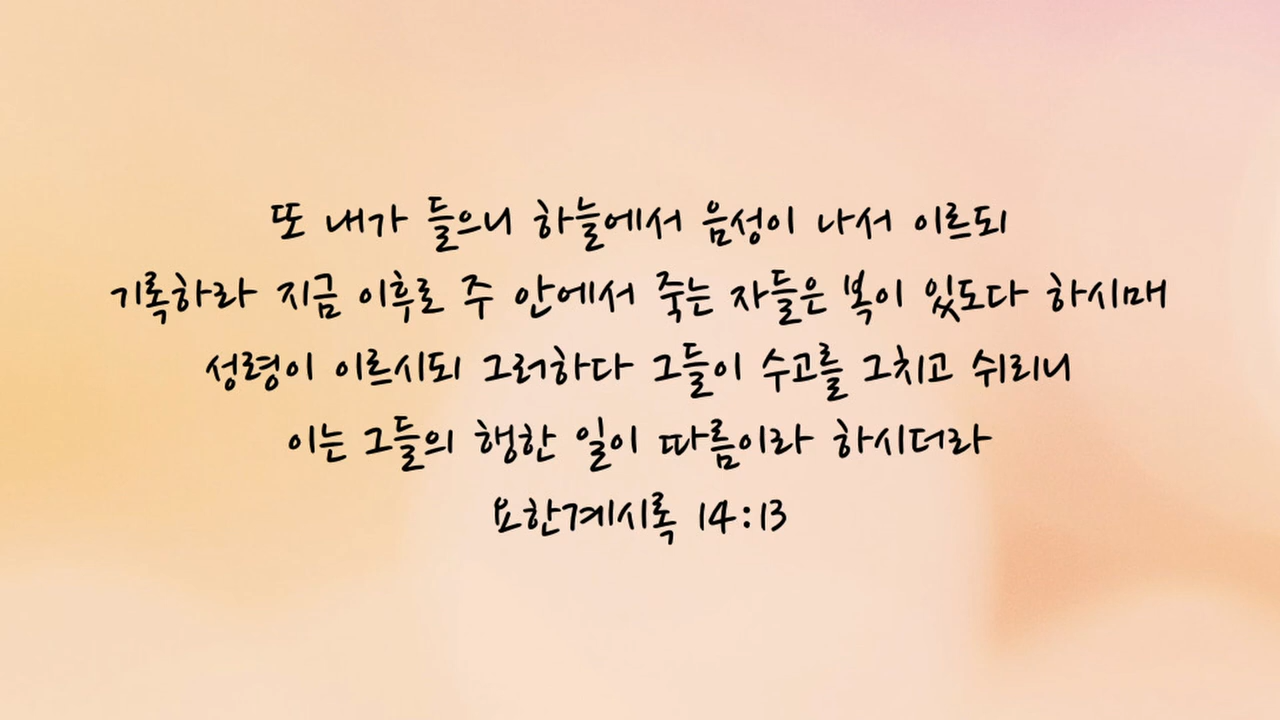 또 내가 들으니 하늘에서 음성이 나서 이르되
기록하라 지금 이후로 주 안에서 죽는 자들은 복이 있도다 하시매
성령이 이르시되 그러하다 그들이 수고를 그치고 쉬리니
이는 그들의 행한 일이 따름이라 하시더라
요한계시록 14:13